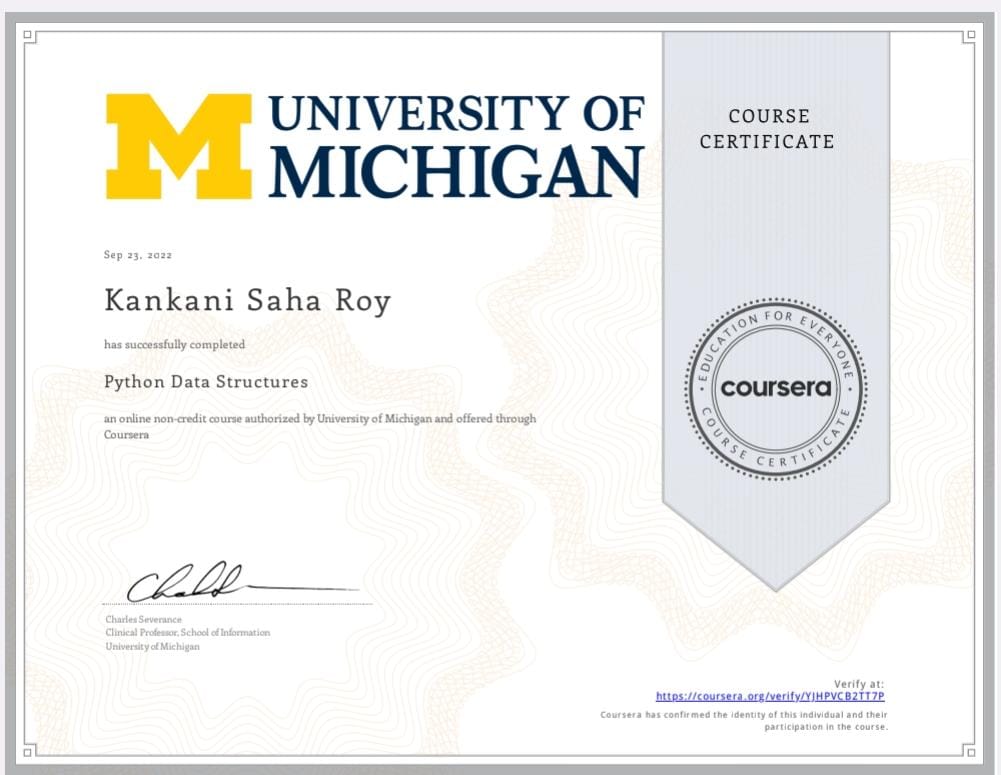 UNIVERSITY OF
MICHIGAN
COURSE
CERTIFICATE
Sep 23, 2022
Kankani Saha Roy
has successfully completed
Python Data Structures
an online non-credit course authorized by University of Michigan and offered through
Coursera
EDUCATION FOR EVERYONE
coursera
COURSE CERTIFICATE
Charles Severance
Clinical Professor, School of Information
University of Michigan
Verify at:
https://coursera.org/verify/YJHPVCB2TT7P
Coursera has confirmed the identity of this individual and their
participation in the course.